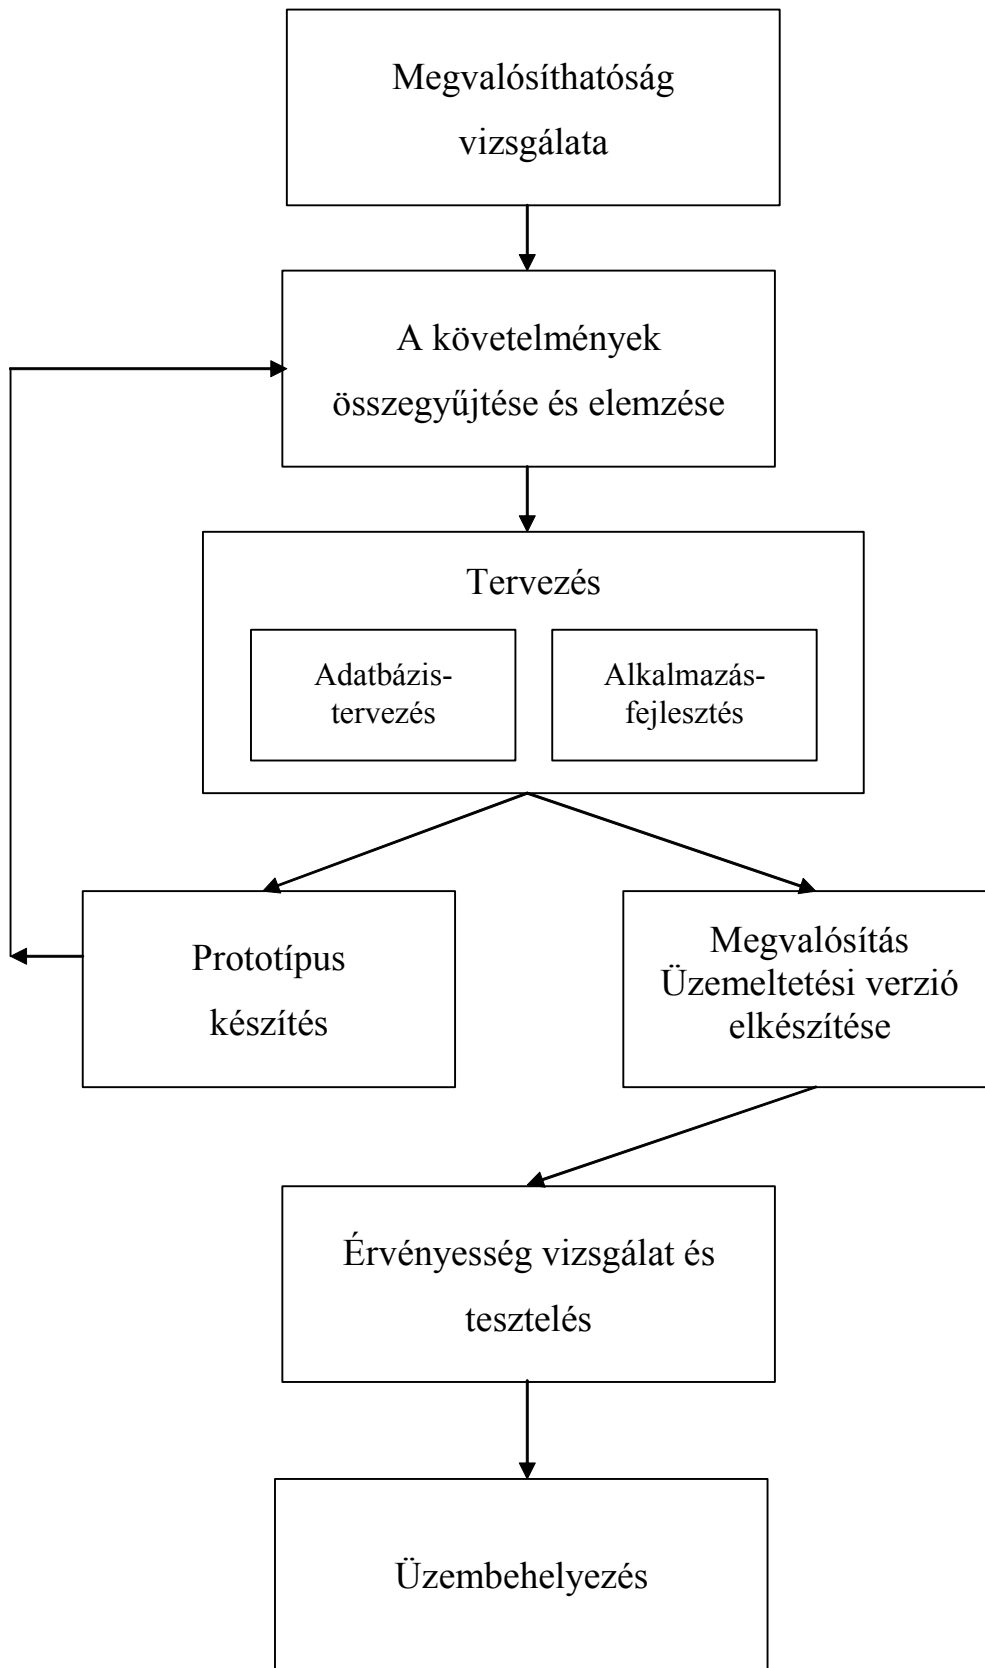 Megvalósíthatóság
vizsgálata
A követelmények
összegyűjtése és elemzése
Tervezés
Adatbázis-
tervezés
Alkalmazás-
fejlesztés
Prototípus
készítés
Megvalósítás
Üzemeltetési verzió
elkészítése
Érvényesség vizsgálat és
tesztelés
Üzembehelyezés